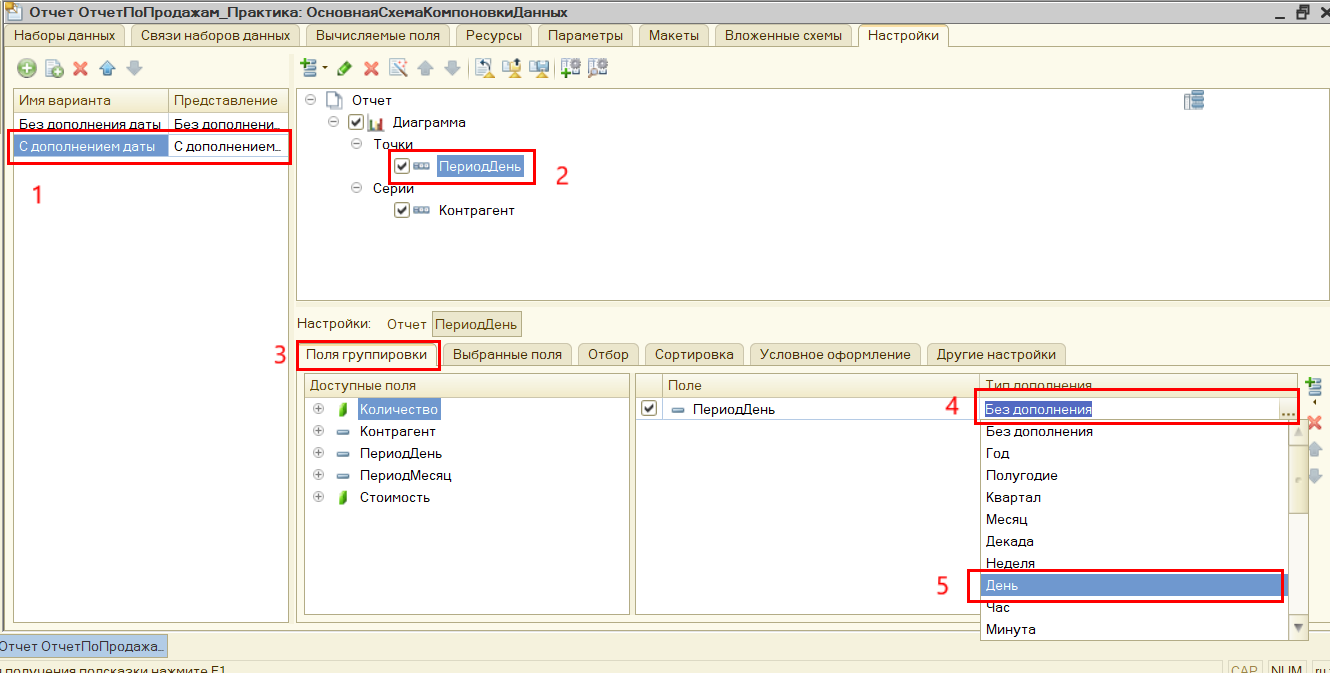 Отчет ОтчетПоПродажам_Практика: ОсновнаяСхемаКомпоновкиДанных
Наборы данных Связи наборов данных Вычисляемые поля Ресурсы Параметры Макеты Вложенные схемы Настройки
Имя варианта Представление
Без дополнения даты Без дополнени...
С дополнением даты С дополнением...
1
Отчет
Диаграмма
Точки
ПериодДень
2
Серии
Контрагент
Настройки: Отчет ПериодДень
3
Поля группировки Выбранные поля Отбор Сортировка Условное оформление Другие настройки
Доступные поля
Количество
Контрагент
ПериодДень
ПериодМесяц
Стоимость
Поле Тип дополнения
ПериодДень 4 Без дополнения ...
Без дополнения
Год
Полугодие
Квартал
Месяц
Декада
Неделя
5 День
Час
Минута
Отчет ОтчетПоПродажа...
получения подсказки нажмите F1
CAP NUM ru